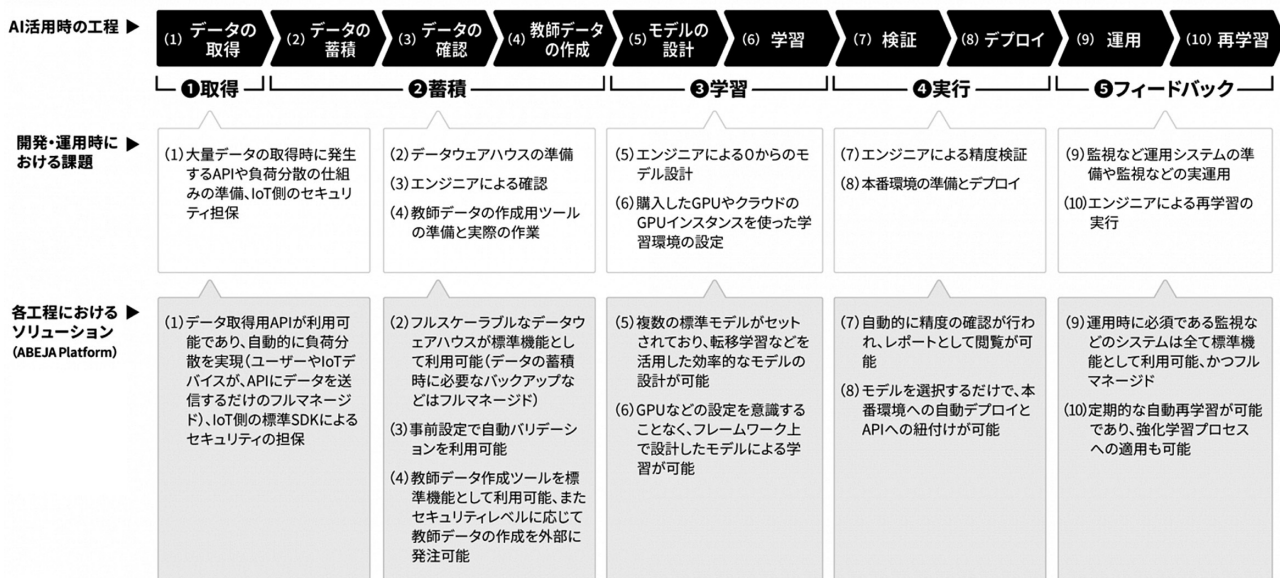 AI活用時の工程 ▶
(1) データの
取得
(2) データの
蓄積
(3) データの
確認
(4) 教師データ
の作成
(5) モデルの
設計
(6) 学習
(7) 検証
(8) デプロイ
(9) 運用
(10) 再学習
❶取得
❷蓄積
❸学習
❹実行
❺フィードバック
開発・運用時に ▶
おける課題
(1) 大量データの取得時に発生
するAPIや負荷分散の仕組
みの準備、IoT側のセキュリ
ティ担保
(2) データウェアハウスの準備
(3) エンジニアによる確認
(4) 教師データの作成用ツール
の準備と実際の作業
(5) エンジニアによる0からのモ
デル設計
(6) 購入したGPUやクラウドの
GPUインスタンスを使った学
習環境の設定
(7) エンジニアによる精度検証
(8) 本番環境の準備とデプロイ
(9) 監視など運用システムの準
備や監視などの実運用
(10) エンジニアによる再学習の
実行
各工程における ▶
ソリューション
(ABEJA Platform)
(1) データ取得用APIが利用可
能であり、自動的に負荷分
散を実現(ユーザーやIoTデ
バイスが、APIにデータを送
信するだけのフルマネージ
ド)、IoT側の標準SDKによる
セキュリティの担保
(2) フルスケーラブルなデータウ
ェアハウスが標準機能とし
て利用可能(データの蓄積
時に必要なバックアップな
どはフルマネージド)
(3) 事前設定で自動バリデーシ
ョンを利用可能
(4) 教師データ作成ツールを標
準機能として利用可能、また
セキュリティレベルに応じて
教師データの作成を外部に
発注可能
(5) 複数の標準モデルがセット
されており、転移学習などを
活用した効率的なモデルの
設計が可能
(6) GPUなどの設定を意識する
ことなく、フレームワーク上
で設計したモデルによる学
習が可能
(7) 自動的に精度の確認が行わ
れ、レポートとして閲覧が可
能
(8) モデルを選択するだけで、本
番環境への自動デプロイと
APIへの紐付けが可能
(9) 運用時に必須である監視な
どのシステムは全て標準機
能として利用可能、かつフル
マネージド
(10) 定期的な自動再学習が可能
であり、強化学習プロセス
への適用も可能